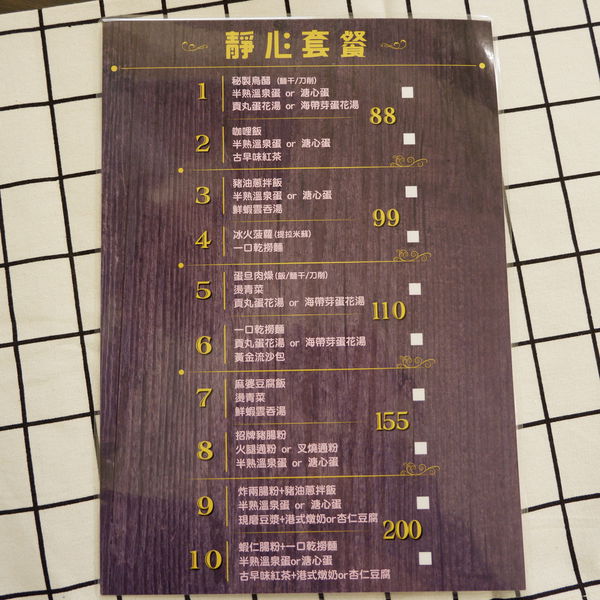 靜心套餐
1
秘製烏醋 (麵干/刀削)
半熟溫泉蛋 or 溏心蛋
貢丸蛋花湯 or 海帶芽蛋花湯
88
2
咖哩飯
半熟溫泉蛋 or 溏心蛋
古早味紅茶
3
豬油蔥拌飯
半熟溫泉蛋 or 溏心蛋
鮮蝦雲吞湯
99
4
冰火菠蘿(提拉米蘇)
一口乾撈麵
5
蛋旦肉燥(飯/麵干/刀削)
燙青菜
貢丸蛋花湯 or 海帶芽蛋花湯
110
6
一口乾撈麵
貢丸蛋花湯 or 海帶芽蛋花湯
黃金流沙包
7
麻婆豆腐飯
燙青菜
鮮蝦雲吞湯
155
8
招牌豬腸粉
火腿通粉 or 叉燒通粉
半熟溫泉蛋 or 溏心蛋
9
炸兩腸粉+豬油蔥拌飯
半熟溫泉蛋 or 溏心蛋
現磨豆漿+港式燉奶or杏仁豆腐
200
10
蝦仁腸粉+一口乾撈麵
半熟溫泉蛋or溏心蛋
古早味紅茶+港式燉奶or杏仁豆腐